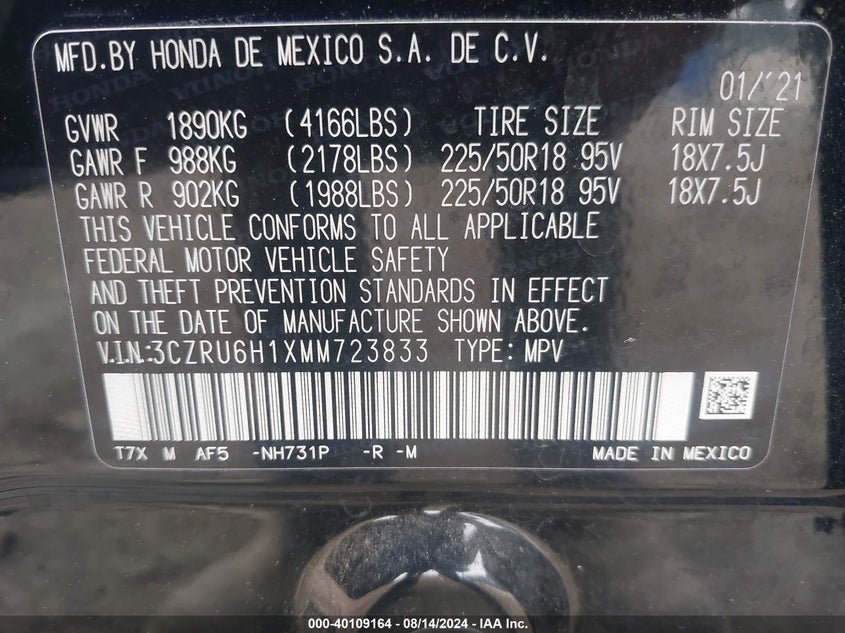 MFD.BY HONDA DE MEXICO S.A. DE C.V.
01/'21
GVWR 1890KG (4166LBS) TIRE SIZE RIM SIZE
GAWR F 988KG (2178LBS) 225/50R18 95V 18X7.5J
GAWR R 902KG (1988LBS) 225/50R18 95V 18X7.5J
THIS VEHICLE CONFORMS TO ALL APPLICABLE
FEDERAL MOTOR VEHICLE SAFETY
AND THEFT PREVENTION STANDARDS IN EFFECT
ON THE DATE OF MANUFACTURE SHOWN ABOVE.
V.I.N.:3CZRU6H1XMM723833 TYPE: MPV
T7X M AF5 -NH731P -R -M MADE IN MEXICO
000-40109164 - 08/14/2024 - IAA Inc.